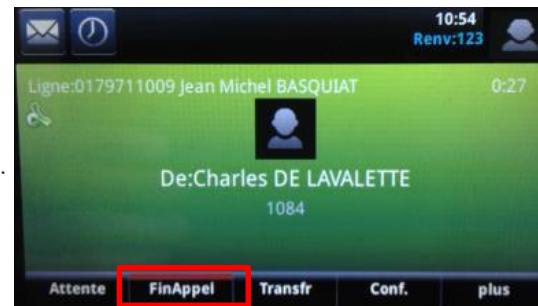 10:54
Renv:123
Ligne:0179711009 Jean Michel BASQUIAT 0:27
De:Charles DE LAVALETTE
1084
Attente FinAppel Transfr Conf. plus